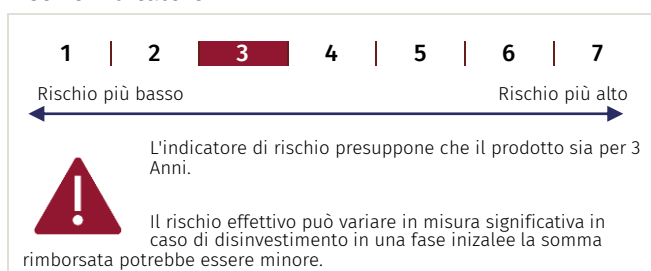 1 2 3 4 5 6 7
Rischio più basso Rischio più alto
L'indicatore di rischio presuppone che il prodotto sia per 3
Anni.
Il rischio effettivo può variare in misura significativa in
caso di disinvestimento in una fase inizalee la somma
rimborsata potrebbe essere minore.